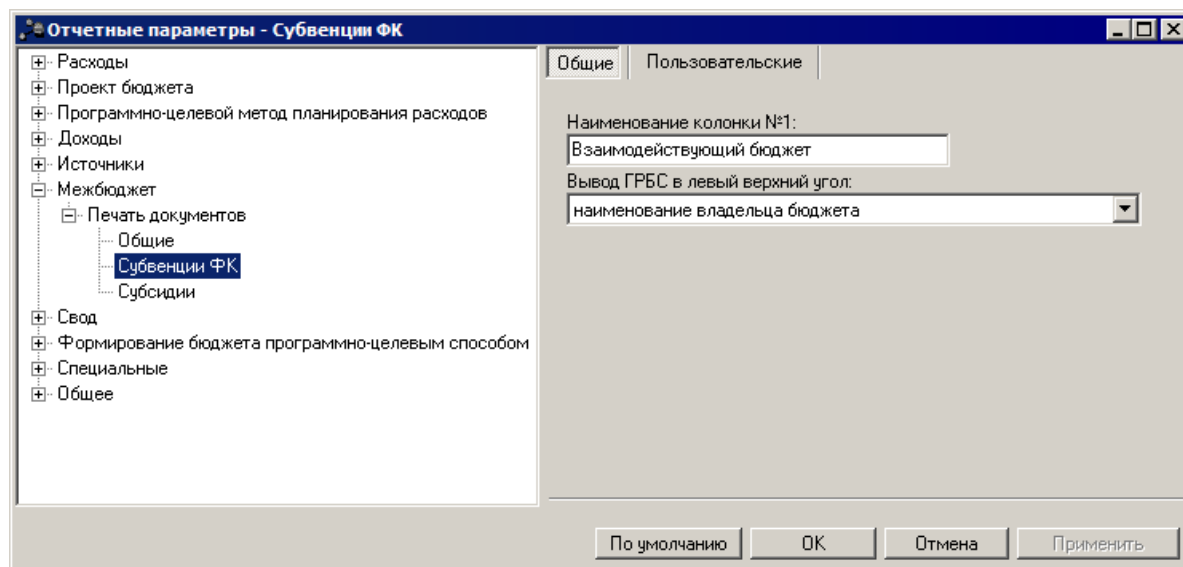 Отчетные параметры - Субвенции ФК
Расходы
Проект бюджета
Программно-целевой метод планирования расходов
Доходы
Источники
Межбюджет
Печать документов
Общие
Субвенции ФК
Субсидии
Свод
Формирование бюджета программно-целевым способом
Специальные
Общее
Общие
Пользовательские
Наименование колонки №1:
Взаимодействующий бюджет
Вывод ГРБС в левый верхний угол:
наименование владельца бюджета
По умолчанию
OK
Отмена
Применить